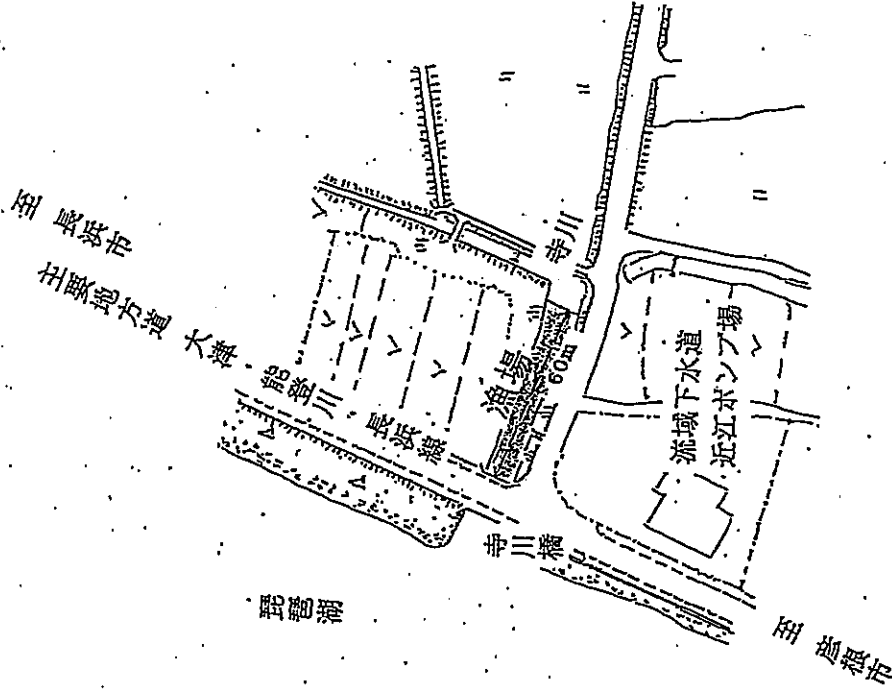 至 長浜市
主要地方道 大津・能登川・長浜線
寺川
漁場
60m
流域下水道
近江ポンプ場
寺川橋
琵琶湖
至 彦根市